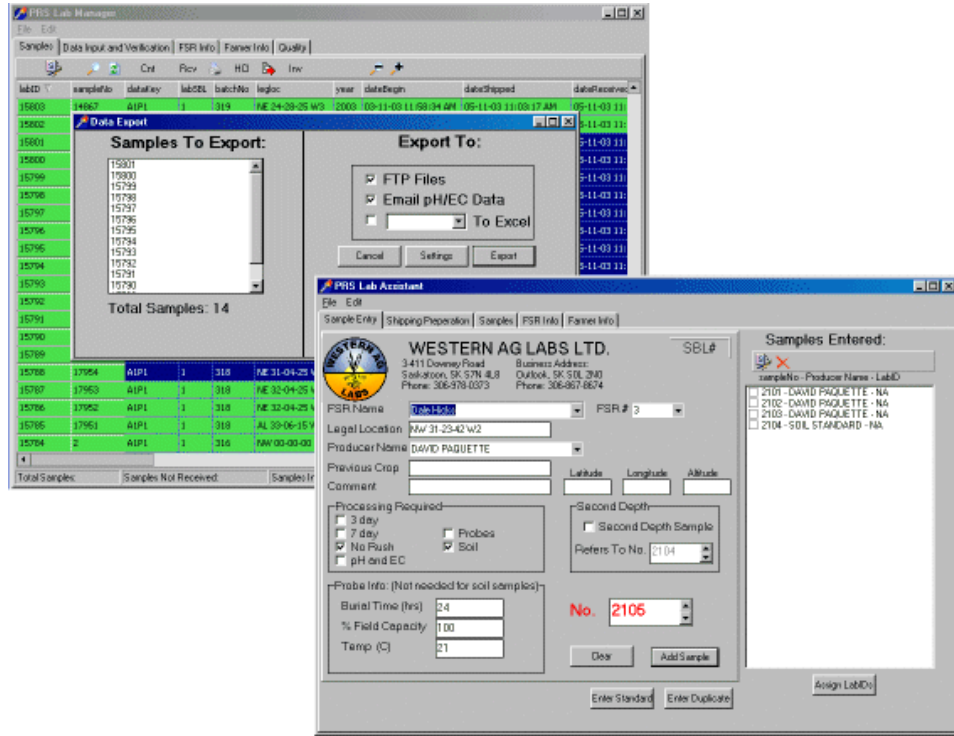 PRS Lab Manager
File Edit
Samples Data Input and Verification FSR Info Farmer Info Quality
Cnt Rcv HCl Inv
labID sampleNo dataKey labSBL batchNo legloc year dateBegin dateShipped dateReceived
15803 14867 A1P1 1 319 NE 24-28-25 W3 2003 03-11-03 11:58:34 AM 05-11-03 11:03:17 AM 05-11-03 11:
15802
15801
15800
15799
15798
15797
15796
15795
15794
15793
15792
15791
15790
15789
15788 17954 A1P1 1 318 NE 31-04-25 W
15787 17953 A1P1 1 318 NE 32-04-25 W
15786 17952 A1P1 1 318 NE 32-04-25 W
15785 17951 A1P1 1 318 AL 33-06-15 W
15784 2 A1P1 1 316 NW 00-00-00
Total Samples: Samples Not Received: Samples In
Data Export
Samples To Export:
15801
15800
15799
15798
15797
15796
15795
15794
15793
15792
15791
15790
Total Samples: 14
Export To:
FTP Files
Email pH/EC Data
To Excel
Cancel Settings Export
PRS Lab Assistant
File Edit
Sample Entry Shipping Preperation Samples FSR Info Farmer Info
WESTERN AG
LABS
WESTERN AG LABS LTD. SBL#
3-411 Downey Road Business Address:
Saskatoon, SK S7N 4L8 Outlook, SK S0L 2N0
Phone: 306-978-0373 Phone: 306-867-8674
FSR Name Dale Hicks FSR # 3
Legal Location NW 31-23-42 W2
Producer Name DAVID PAQUETTE
Previous Crop Latitude Longitude Altitude
Comment
Processing Required
3 day
7 day Probes
No Rush Soil
pH and EC
Second Depth
Second Depth Sample
Refers To No. 2104
Probe Info: (Not needed for soil samples)
Burial Time (hrs) 24
% Field Capacity 100
Temp (C) 21
No. 2105
Clear Add Sample
Enter Standard Enter Duplicate
Samples Entered:
sampleNo - Producer Name - LabID
2101 - DAVID PAQUETTE - NA
2102 - DAVID PAQUETTE - NA
2103 - DAVID PAQUETTE - NA
2104 - SOIL STANDARD - NA
Assign LabIDs